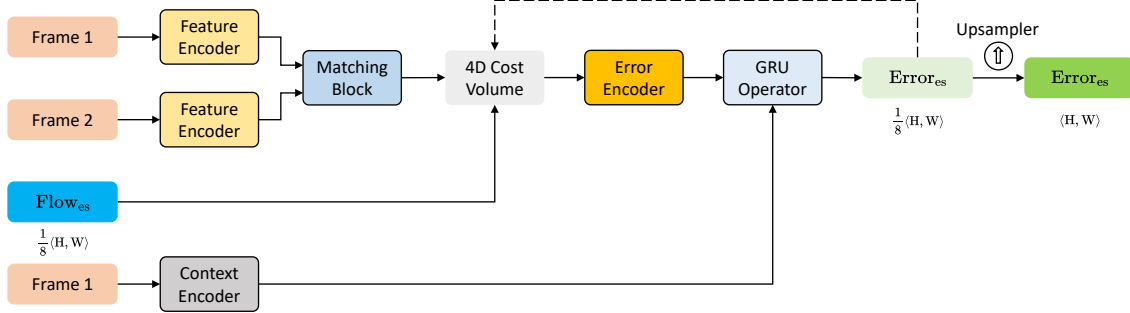 Frame 1
Feature
Encoder
Frame 2
Feature
Encoder
Matching
Block
4D Cost
Volume
Error
Encoder
GRU
Operator
Error_es
1/8⟨H, W⟩
Upsampler
⇧
Error_es
⟨H, W⟩
Flow_es
1/8⟨H, W⟩
Frame 1
Context
Encoder